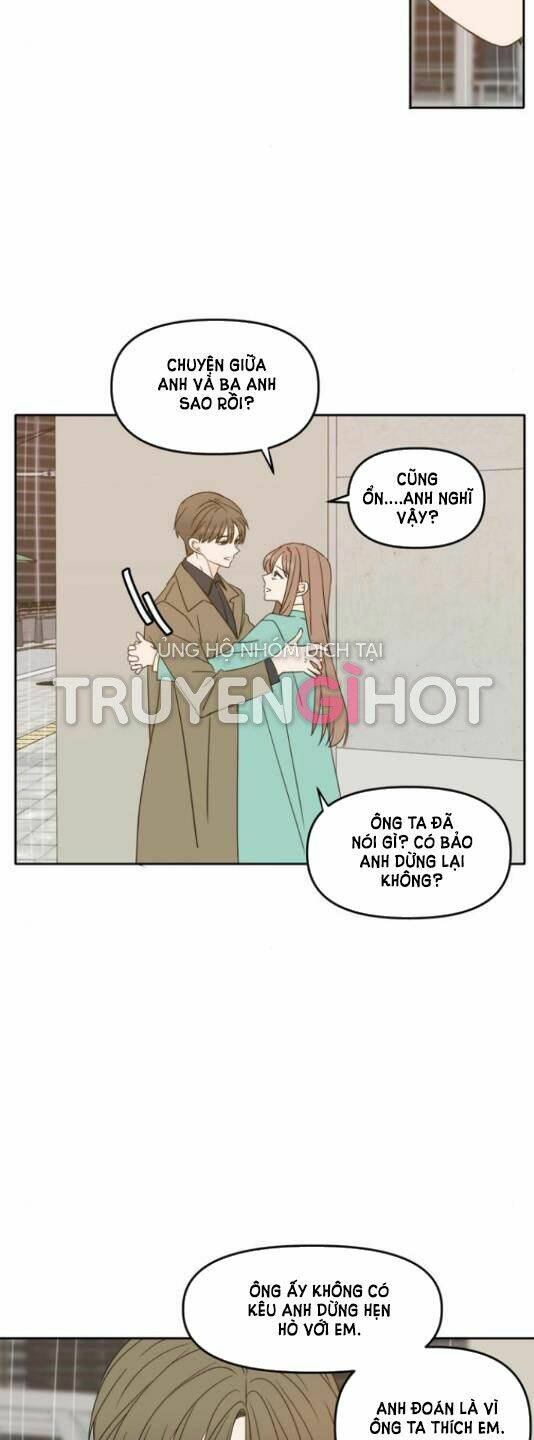 CHUYỆN GIỮA
ANH VÀ BA ANH
SAO RỒI?
CŨNG
ỔN....ANH NGHĨ
VẬY?
ỦNG HỘ NHÓM DỊCH TẠI
TRUYENGIHOT
ÔNG TA ĐÃ
NÓI GÌ? CÓ BẢO
ANH DỪNG LẠI
KHÔNG?
ÔNG ẤY KHÔNG CÓ
KÊU ANH DỪNG HẸN
HÒ VỚI EM.
ANH ĐOÁN LÀ VÌ
ÔNG TA THÍCH EM.